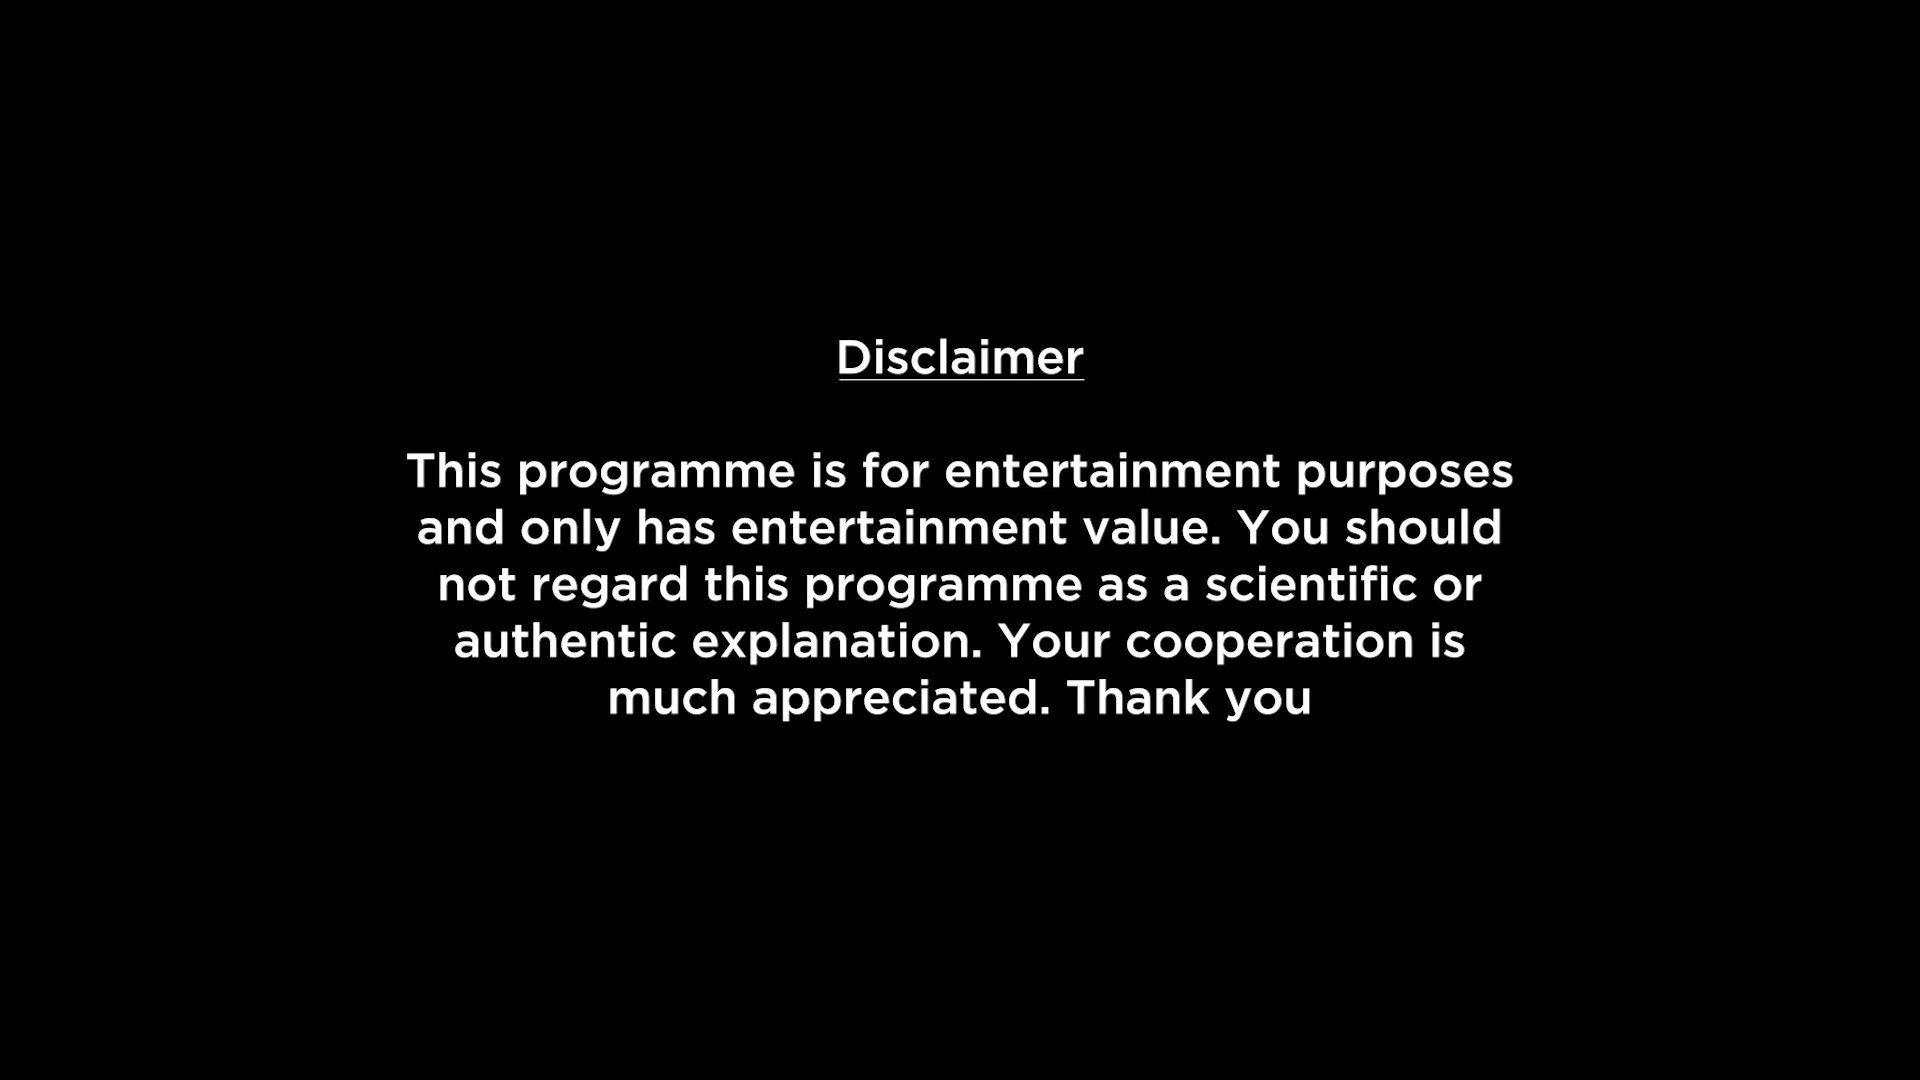 Disclaimer
This programme is for entertainment purposes
and only has entertainment value. You should
not regard this programme as a scientific or
authentic explanation. Your cooperation is
much appreciated. Thank you